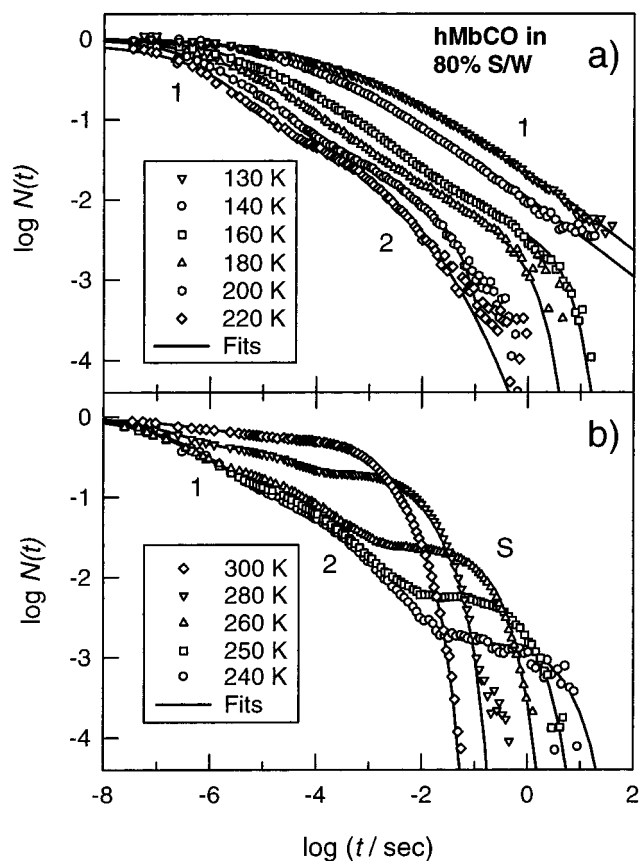 hMbCO in
80% S/W
a)
0
-1
-2
-3
-4
log N(t)
1
1
2
130 K
140 K
160 K
180 K
200 K
220 K
Fits
b)
0
-1
-2
-3
-4
log N(t)
1
2
S
300 K
280 K
260 K
250 K
240 K
Fits
-8 -6 -4 -2 0 2
log (t / sec)